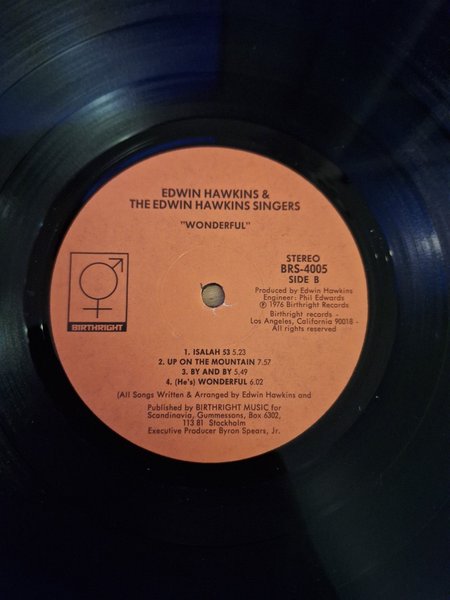 EDWIN HAWKINS &
THE EDWIN HAWKINS SINGERS
"WONDERFUL"
STEREO
BRS-4005
SIDE B
Produced by Edwin Hawkins
Engineer: Phil Edwards
℗ 1976 Birthright Records
Birthright records -
Los Angeles, California 90018 -
All rights reserved
BIRTHRIGHT
1. ISALAH 53 5.23
2. UP ON THE MOUNTAIN 7:57
3. BY AND BY 5.49
4. (He's) WONDERFUL 6.02
(All Songs Written & Arranged by Edwin Hawkins and
Published by BIRTHRIGHT MUSIC for
Scandinavia, Gummessons, Box 6302,
113 81 Stockholm
Executive Producer Byron Spears, Jr.